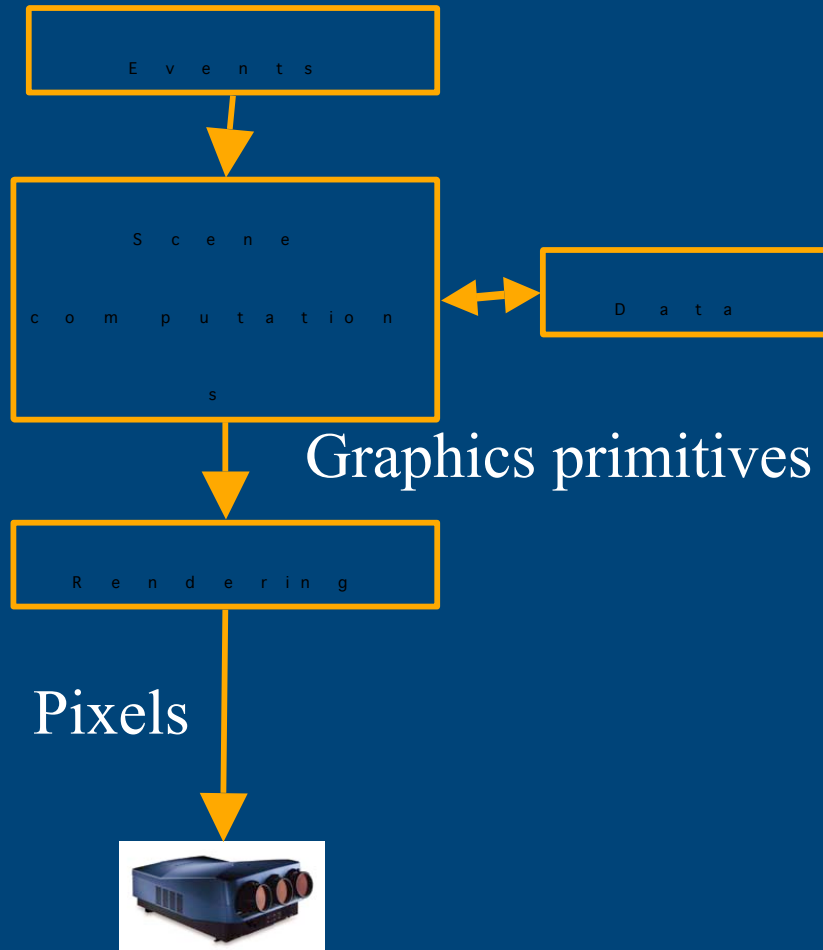 Events
Scene
computation
s
Data
Graphics primitives
Rendering
Pixels